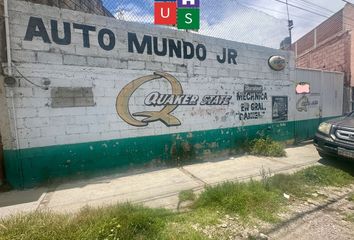 U S
H
AUTO MUNDO JR
QUAKER STATE
MECANICA
EN GRAL.